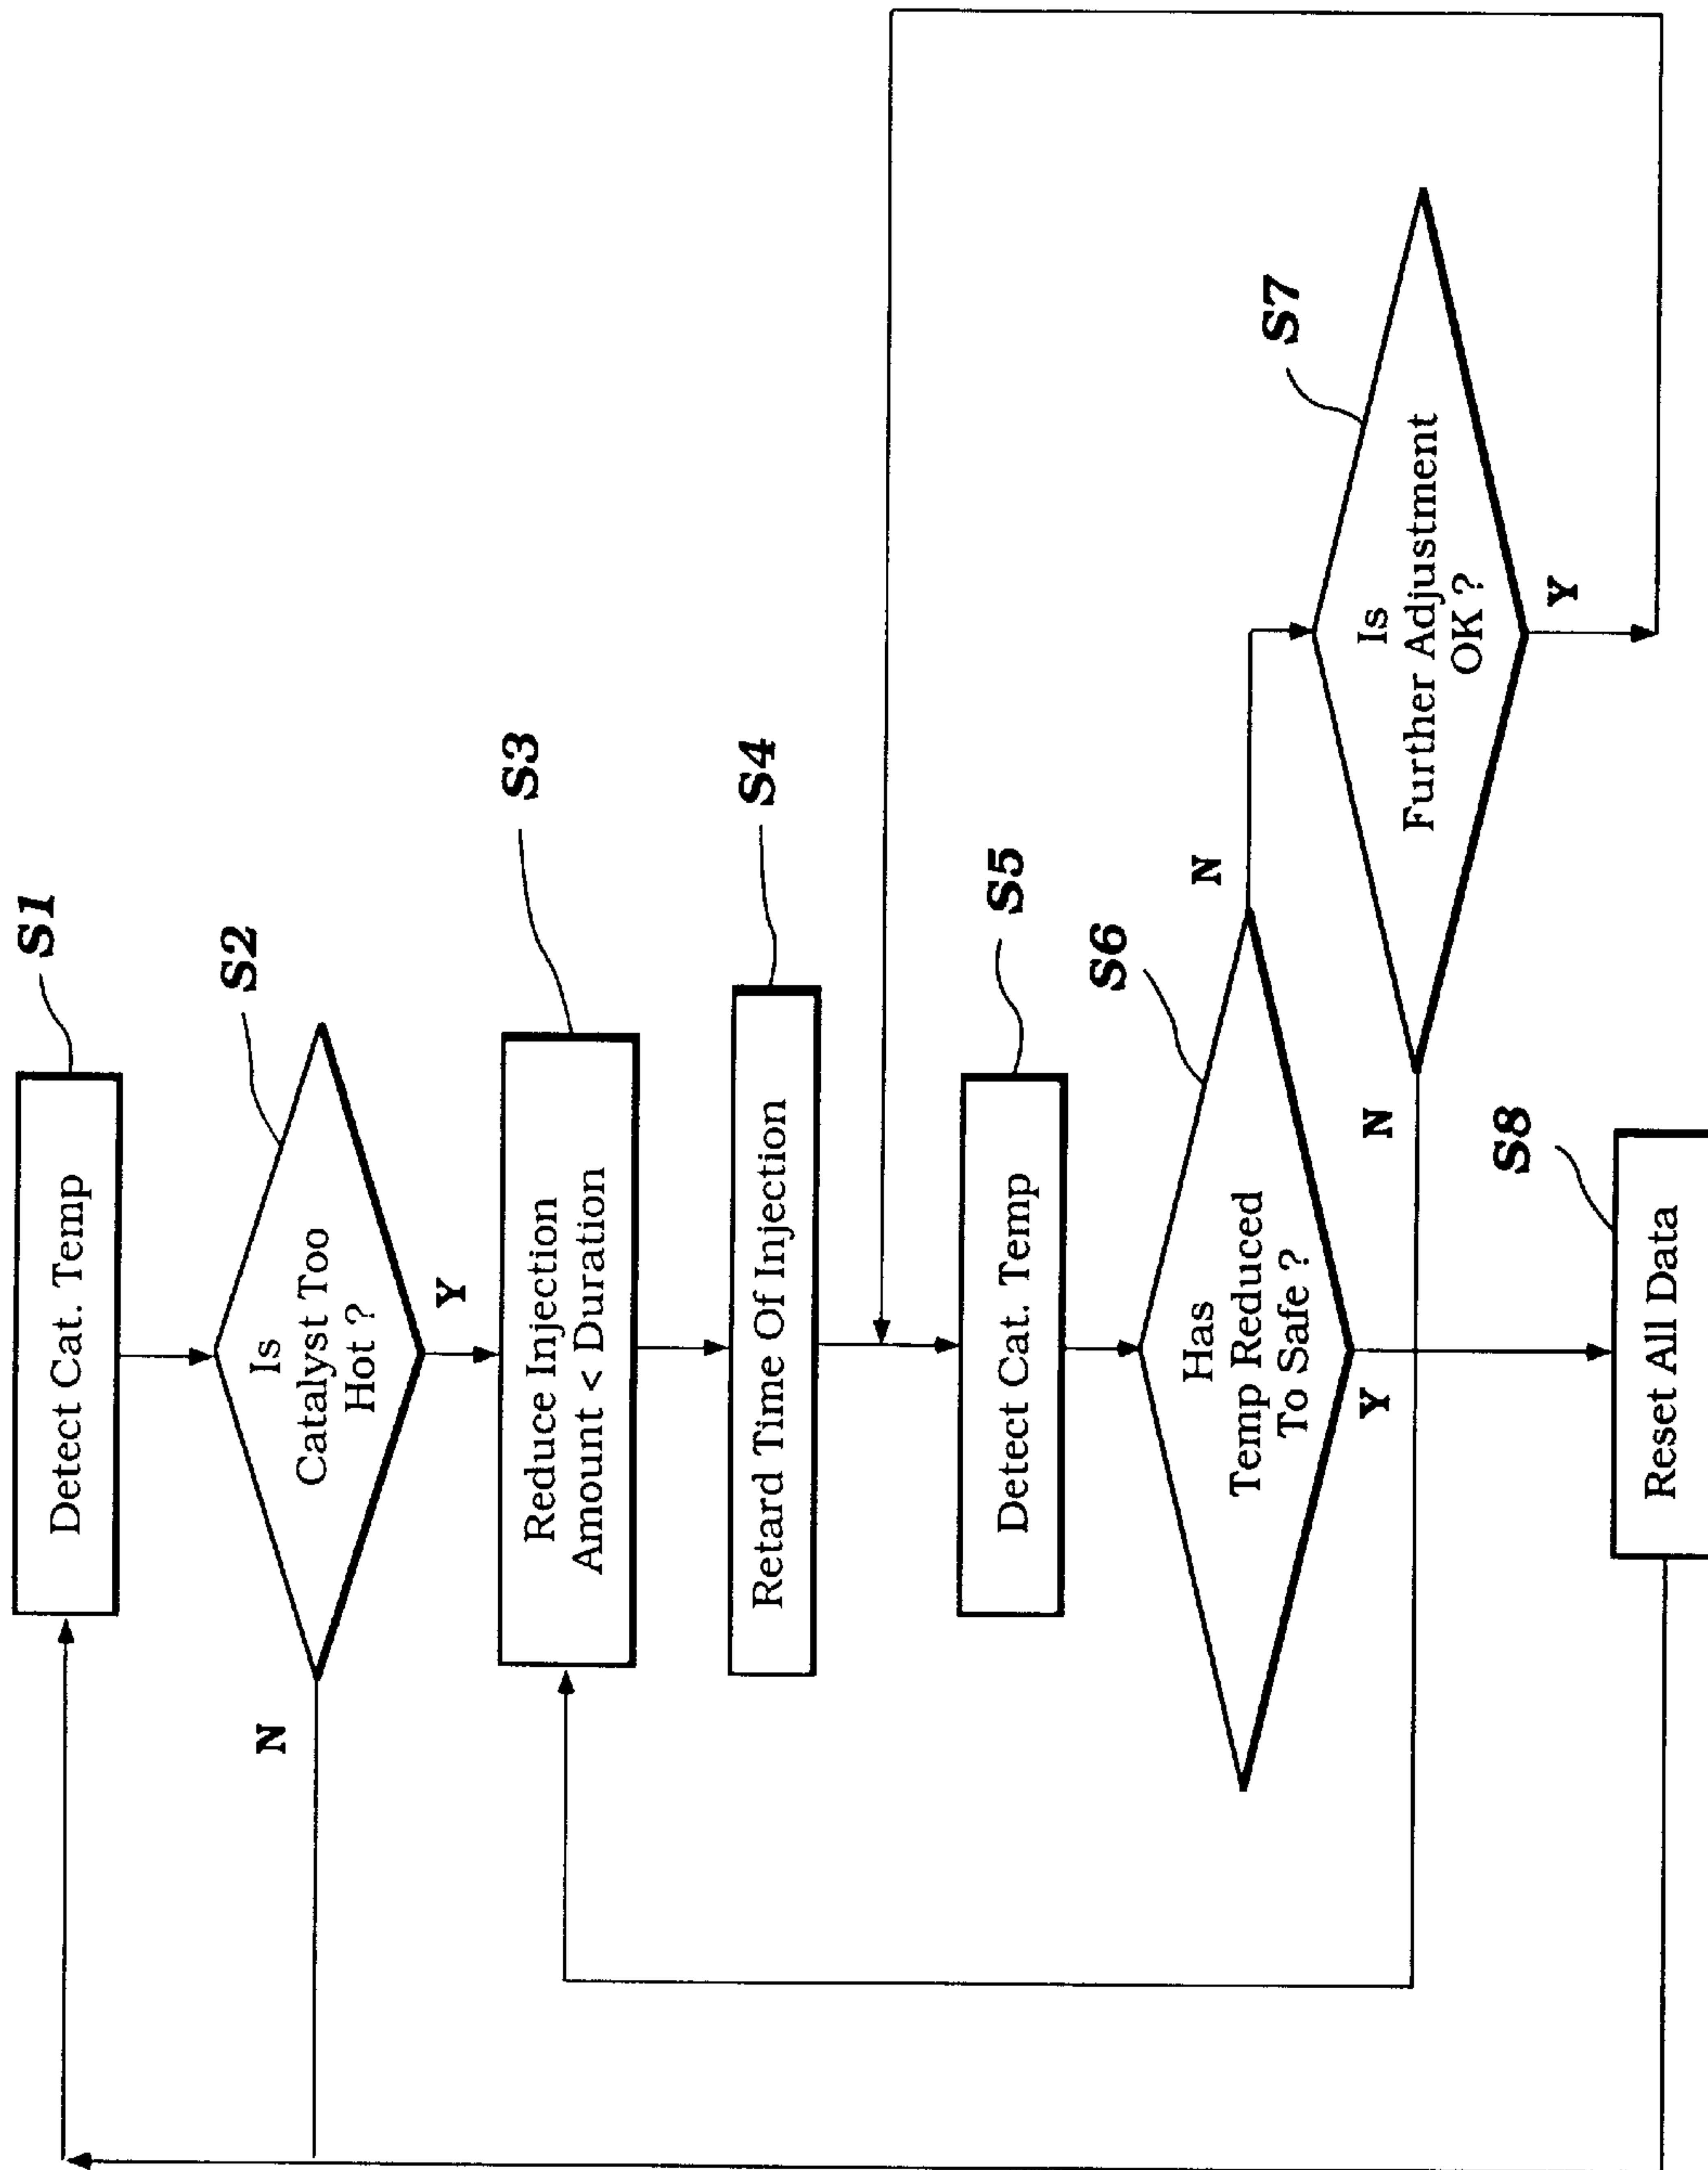 S1
Detect Cat. Temp
S2
Is
Catalyst Too
Hot ?
N
Y
S3
Reduce Injection
Amount < Duration
S4
Retard Time Of Injection
S5
Detect Cat. Temp
S6
Has
Temp Reduced
To Safe ?
N
Y
S7
Is
Further Adjustment
OK ?
N
Y
S8
Reset All Data